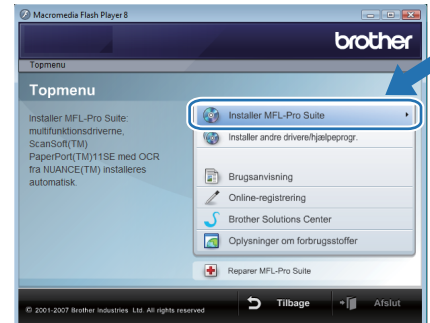 Macromedia Flash Player 8
brother
Topmenu
Topmenu
Installer MFL-Pro Suite:
multifunktionsdriverne,
ScanSoft(TM)
PaperPort(TM)11SE med OCR
fra NUANCE(TM) installeres
automatisk.
Installer MFL-Pro Suite
Installer andre drivere/hjælpeprogr.
Brugsanvisning
Online-registrering
Brother Solutions Center
Oplysninger om forbrugsstoffer
Reparer MFL-Pro Suite
© 2001-2007 Brother Industries Ltd. All rights reserved
Tilbage
Afslut